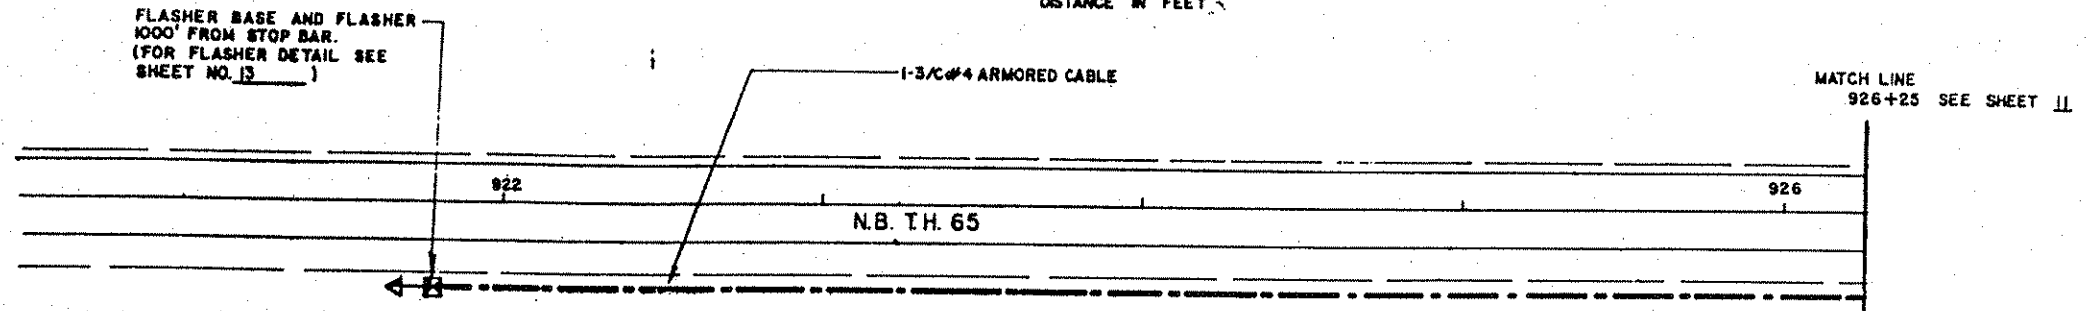 DISTANCE IN FEET
FLASHER BASE AND FLASHER
1000' FROM STOP BAR.
(FOR FLASHER DETAIL SEE
SHEET NO. 13 )
1-3/C#4 ARMORED CABLE
MATCH LINE
926+25 SEE SHEET 11
922
926
N.B. T.H. 65